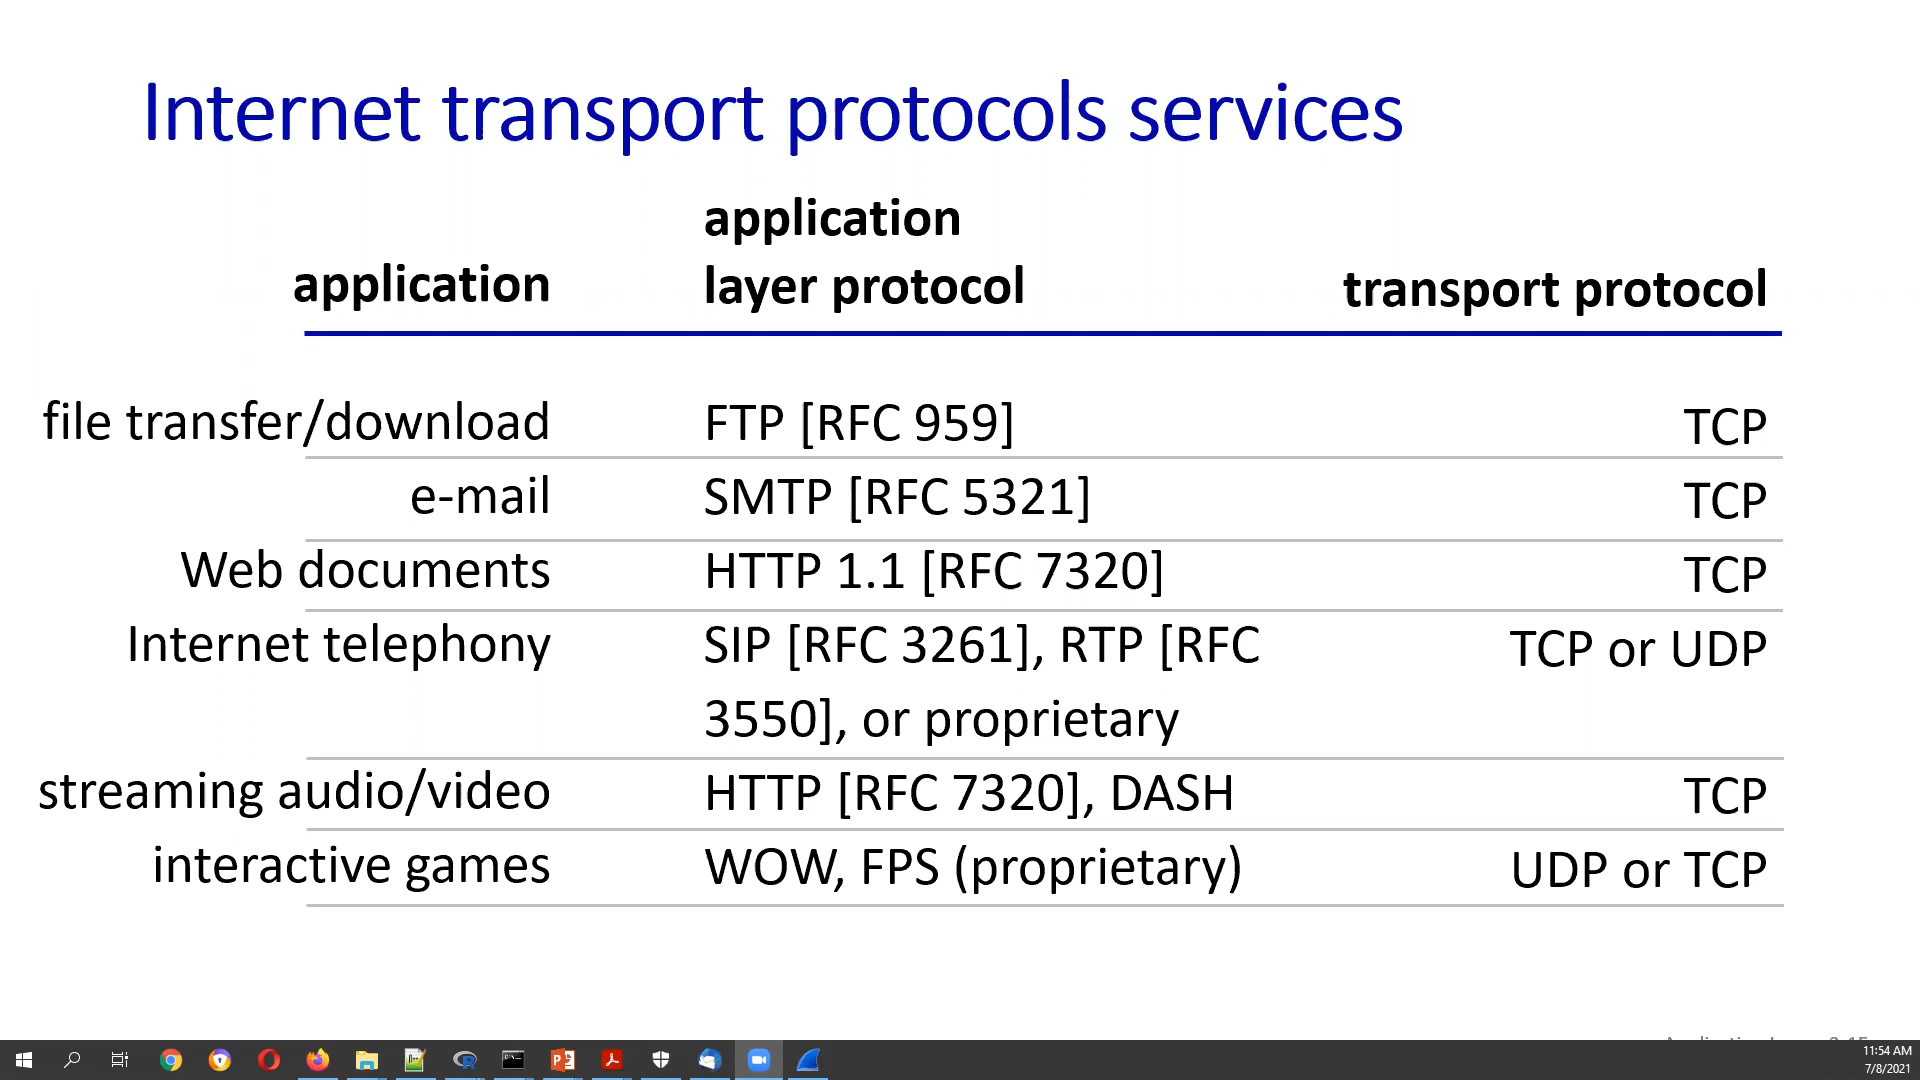 Internet transport protocols services
application
application
layer protocol
transport protocol
file transfer/download FTP [RFC 959] TCP
e-mail SMTP [RFC 5321] TCP
Web documents HTTP 1.1 [RFC 7320] TCP
Internet telephony SIP [RFC 3261], RTP [RFC TCP or UDP
3550], or proprietary
streaming audio/video HTTP [RFC 7320], DASH TCP
interactive games WOW, FPS (proprietary) UDP or TCP
11:54 AM
7/8/2021